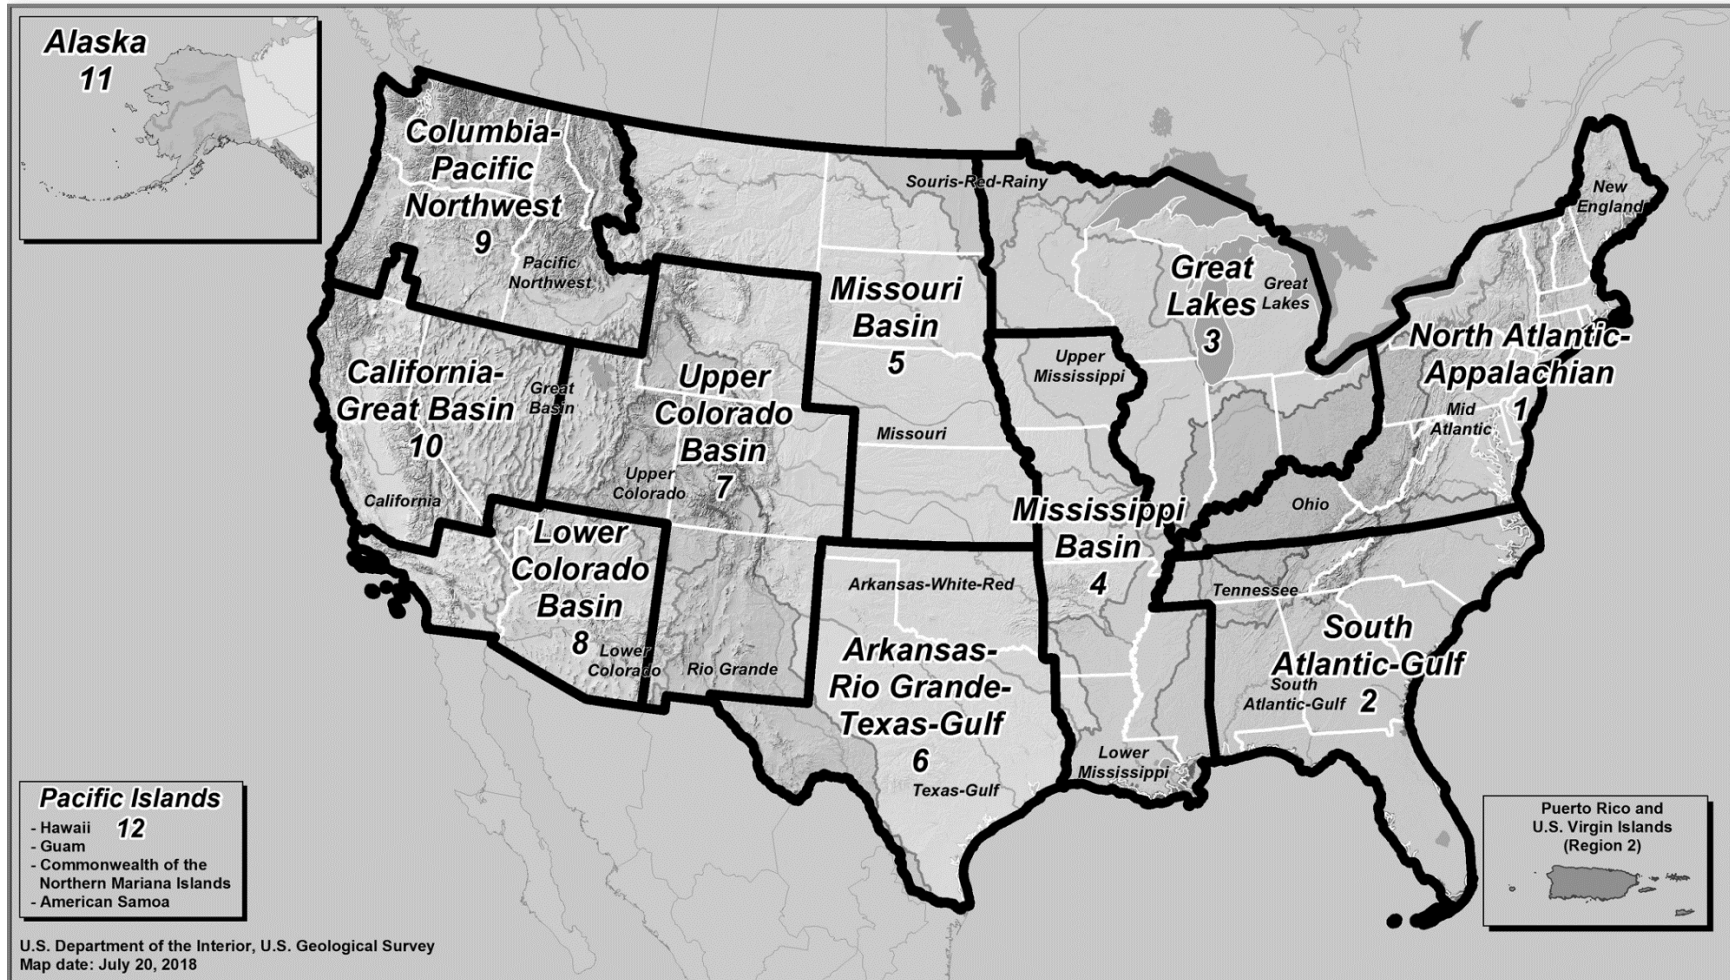 Alaska
11
Columbia-
Pacific
Northwest
9
Pacific
Northwest
Souris-Red-Rainy
New
England
Missouri
Basin
5
Great
Lakes
3
Great
Lakes
North Atlantic-
Appalachian
1
Mid
Atlantic
California-
Great Basin
10
Great
Basin
California
Upper
Colorado
Basin
7
Upper
Colorado
Missouri
Upper
Mississippi
Ohio
Mississippi
Basin
4
Lower
Colorado
Basin
8
Lower
Colorado
Rio Grande
Arkansas-White-Red
Arkansas-
Rio Grande-
Texas-Gulf
6
Texas-Gulf
Lower
Mississippi
Tennessee
South
Atlantic-Gulf
2
South
Atlantic-Gulf
Pacific Islands
12
- Hawaii
- Guam
- Commonwealth of the
Northern Mariana Islands
- American Samoa
Puerto Rico and
U.S. Virgin Islands
(Region 2)
U.S. Department of the Interior, U.S. Geological Survey
Map date: July 20, 2018